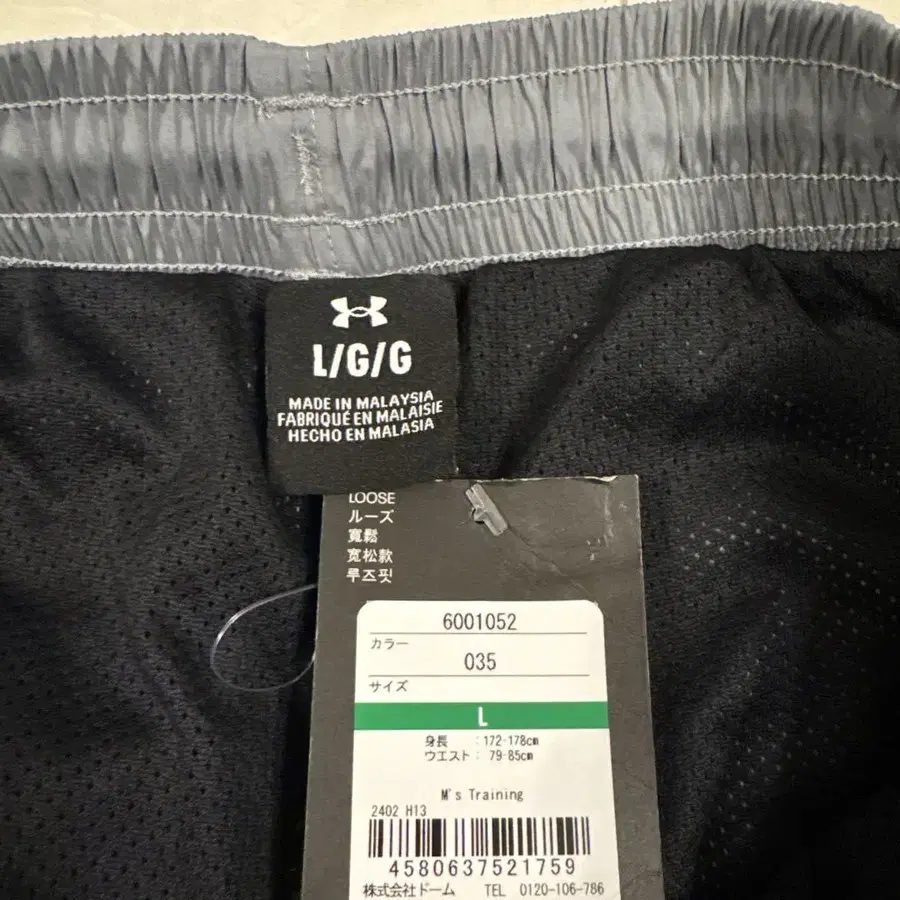 L/G/G
MADE IN MALAYSIA
FABRIQUÉ EN MALAISIE
HECHO EN MALASIA
LOOSE
ルーズ
寬鬆
宽松款
루즈핏
6001052
カラー
035
サイズ
L
身長 : 172-178cm
ウエスト : 79-85cm
M's Training
2402 H13
4580637521759
株式会社ドーム TEL 0120-106-786